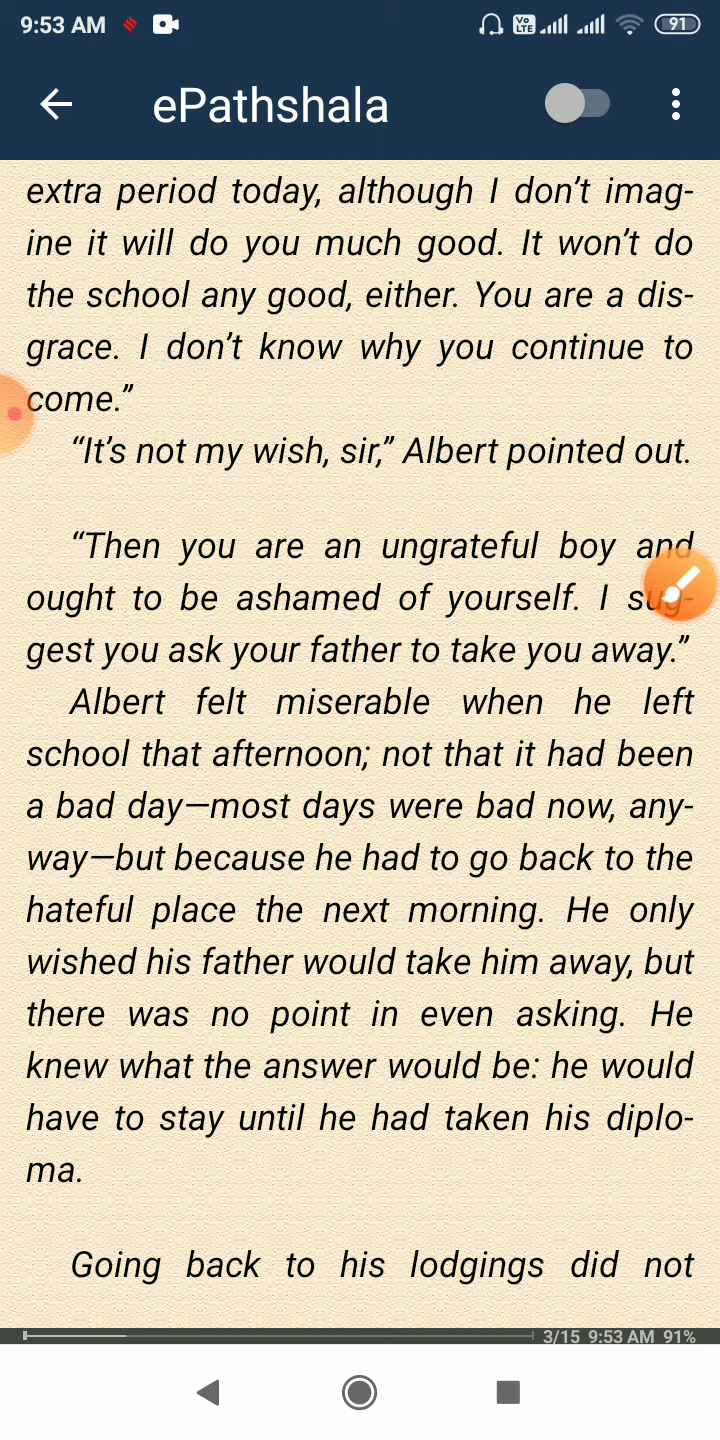 9:53 AM
Vo LTE
91
ePathshala
extra period today, although I don’t imag-
ine it will do you much good. It won’t do
the school any good, either. You are a dis-
grace. I don’t know why you continue to
come.”
“It’s not my wish, sir,” Albert pointed out.
“Then you are an ungrateful boy and
ought to be ashamed of yourself. I sug-
gest you ask your father to take you away.”
Albert felt miserable when he left
school that afternoon; not that it had been
a bad day—most days were bad now, any-
way—but because he had to go back to the
hateful place the next morning. He only
wished his father would take him away, but
there was no point in even asking. He
knew what the answer would be: he would
have to stay until he had taken his diplo-
ma.
Going back to his lodgings did not
3/15 9:53 AM 91%